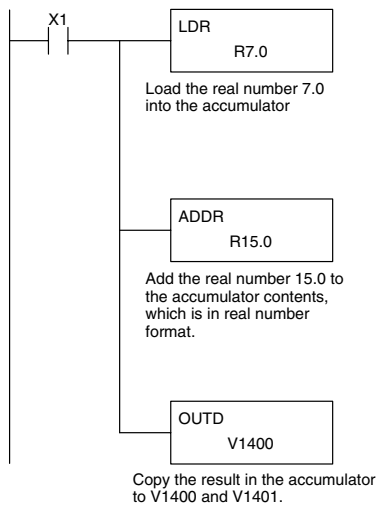 X1
LDR
R7.0
Load the real number 7.0
into the accumulator
ADDR
R15.0
Add the real number 15.0 to
the accumulator contents,
which is in real number
format.
OUTD
V1400
Copy the result in the accumulator
to V1400 and V1401.